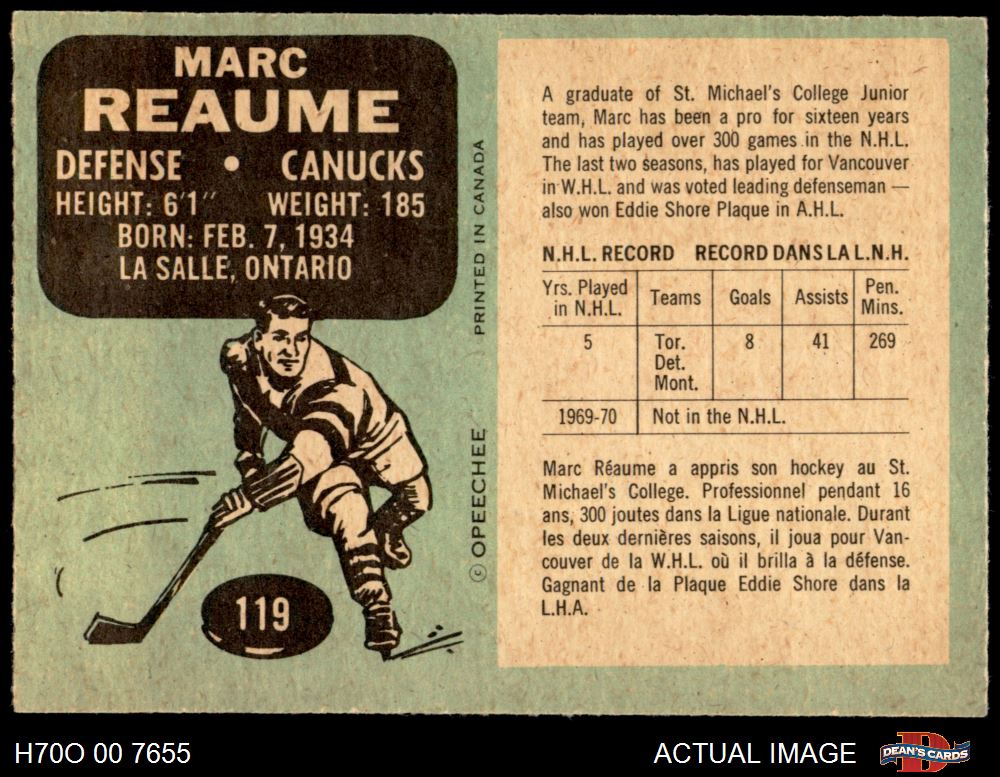 MARC
REAUME
DEFENSE • CANUCKS
HEIGHT: 6'1" WEIGHT: 185
BORN: FEB. 7, 1934
LA SALLE, ONTARIO
119
© OPEECHEE PRINTED IN CANADA
A graduate of St. Michael's College Junior
team, Marc has been a pro for sixteen years
and has played over 300 games in the N.H.L.
The last two seasons, has played for Vancouver
in W.H.L. and was voted leading defenseman —
also won Eddie Shore Plaque in A.H.L.
N.H.L. RECORD RECORD DANS LA L.N.H.
Yrs. Played in N.H.L. Teams Goals Assists Pen. Mins.
5 Tor. 8 41 269
Det.
Mont.
1969-70 Not in the N.H.L.
Marc Réaume a appris son hockey au St.
Michael's College. Professionnel pendant 16
ans, 300 joutes dans la Ligue nationale. Durant
les deux dernières saisons, il joua pour Van-
couver de la W.H.L. où il brilla à la défense.
Gagnant de la Plaque Eddie Shore dans la
L.H.A.
H70O 00 7655 ACTUAL IMAGE DEAN'S CARDS